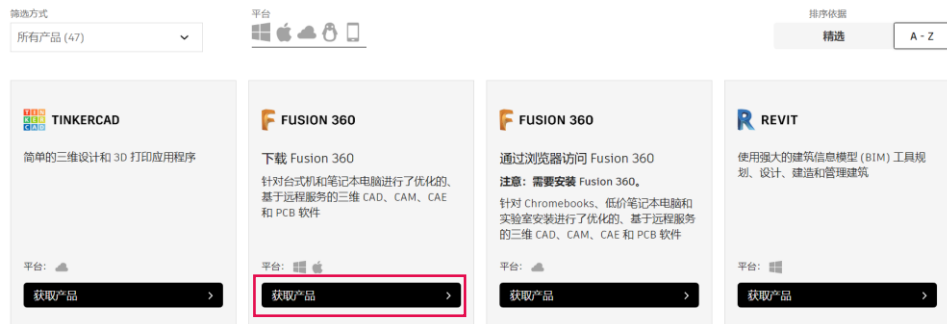 筛选方式
所有产品 (47)
平台
排序依据
精选
A - Z
TINKERCAD
简单的三维设计和 3D 打印应用程序
平台：
获取产品
FUSION 360
下载 Fusion 360
针对台式机和笔记本电脑进行了优化的、
基于远程服务的三维 CAD、CAM、CAE
和 PCB 软件
平台：
获取产品
FUSION 360
通过浏览器访问 Fusion 360
注意：需要安装 Fusion 360。
针对 Chromebooks、低价笔记本电脑和
实验室安装进行了优化的、基于远程服务
的三维 CAD、CAM、CAE 和 PCB 软件
平台：
获取产品
REVIT
使用强大的建筑信息模型 (BIM) 工具规
划、设计、建造和管理建筑
平台：
获取产品